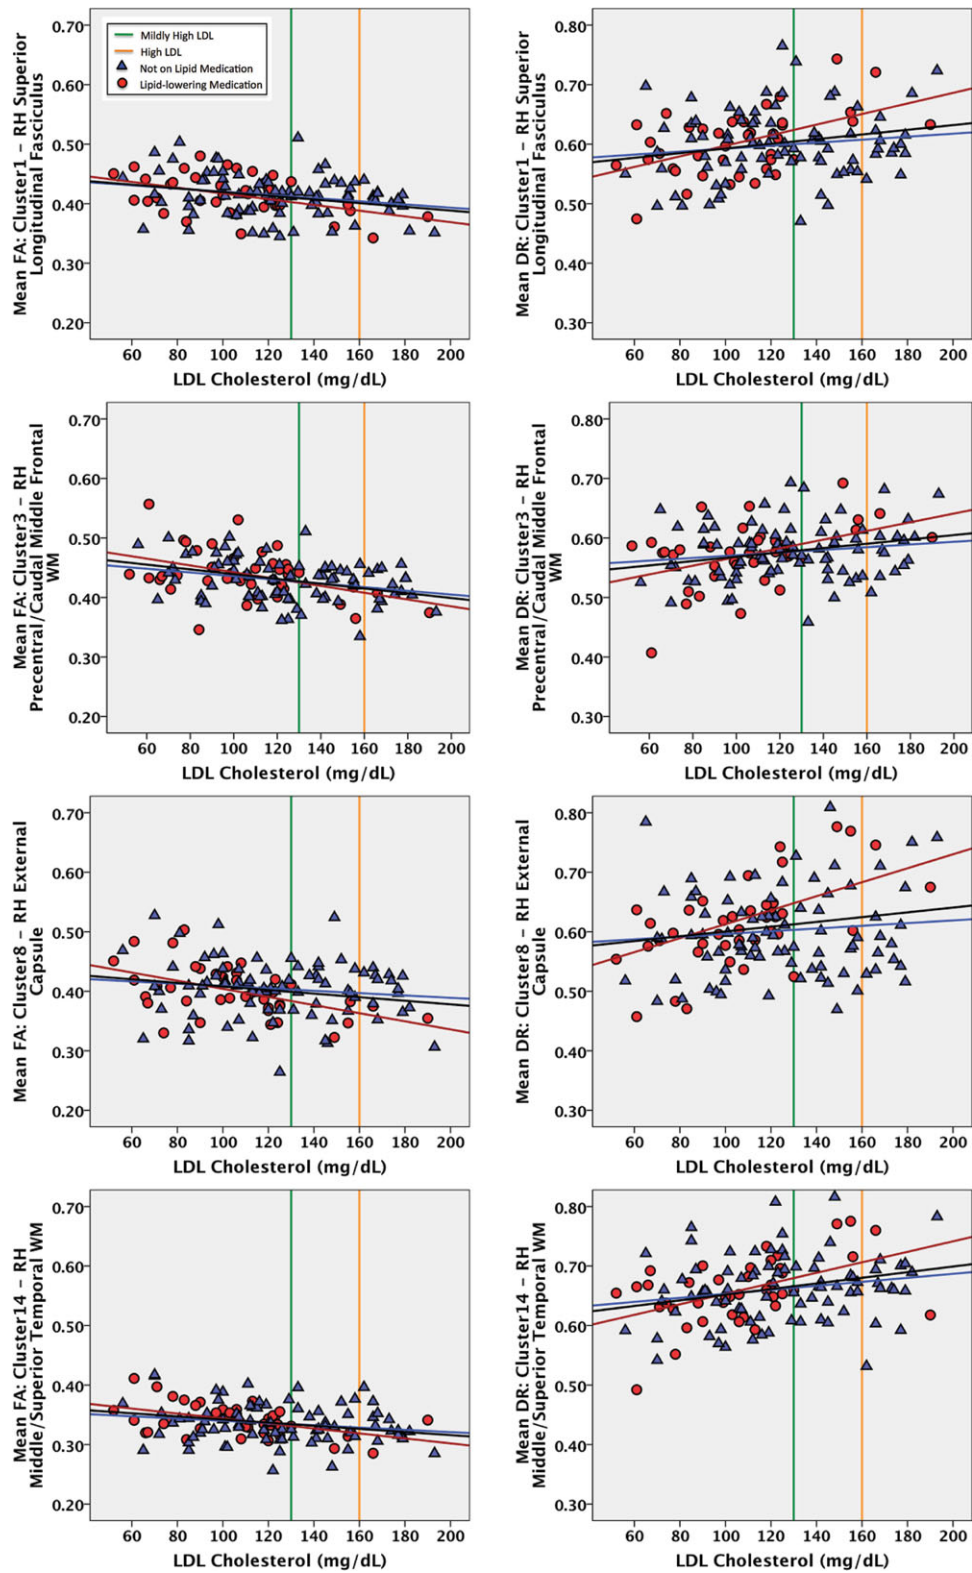 Mean FA: Cluster1 – RH Superior
Longitudinal Fasciculus
0.70
0.60
0.50
0.40
0.30
0.20
Mildly High LDL
High LDL
Not on Lipid Medication
Lipid-lowering Medication
60 80 100 120 140 160 180 200
LDL Cholesterol (mg/dL)
Mean DR: Cluster1 – RH Superior
Longitudinal Fasciculus
0.80
0.70
0.60
0.50
0.40
0.30
60 80 100 120 140 160 180 200
LDL Cholesterol (mg/dL)
Mean FA: Cluster3 – RH
Precentral/Caudal Middle Frontal
WM
0.70
0.60
0.50
0.40
0.30
0.20
60 80 100 120 140 160 180 200
LDL Cholesterol (mg/dL)
Mean DR: Cluster3 – RH
Precentral/Caudal Middle Frontal
WM
0.80
0.70
0.60
0.50
0.40
0.30
60 80 100 120 140 160 180 200
LDL Cholesterol (mg/dL)
Mean FA: Cluster8 – RH External
Capsule
0.70
0.60
0.50
0.40
0.30
0.20
60 80 100 120 140 160 180 200
LDL Cholesterol (mg/dL)
Mean DR: Cluster8 – RH External
Capsule
0.80
0.70
0.60
0.50
0.40
0.30
60 80 100 120 140 160 180 200
LDL Cholesterol (mg/dL)
Mean FA: Cluster14 – RH
Middle/Superior Temporal WM
0.70
0.60
0.50
0.40
0.30
0.20
60 80 100 120 140 160 180 200
LDL Cholesterol (mg/dL)
Mean DR: Cluster14 – RH
Middle/Superior Temporal WM
0.80
0.70
0.60
0.50
0.40
0.30
60 80 100 120 140 160 180 200
LDL Cholesterol (mg/dL)